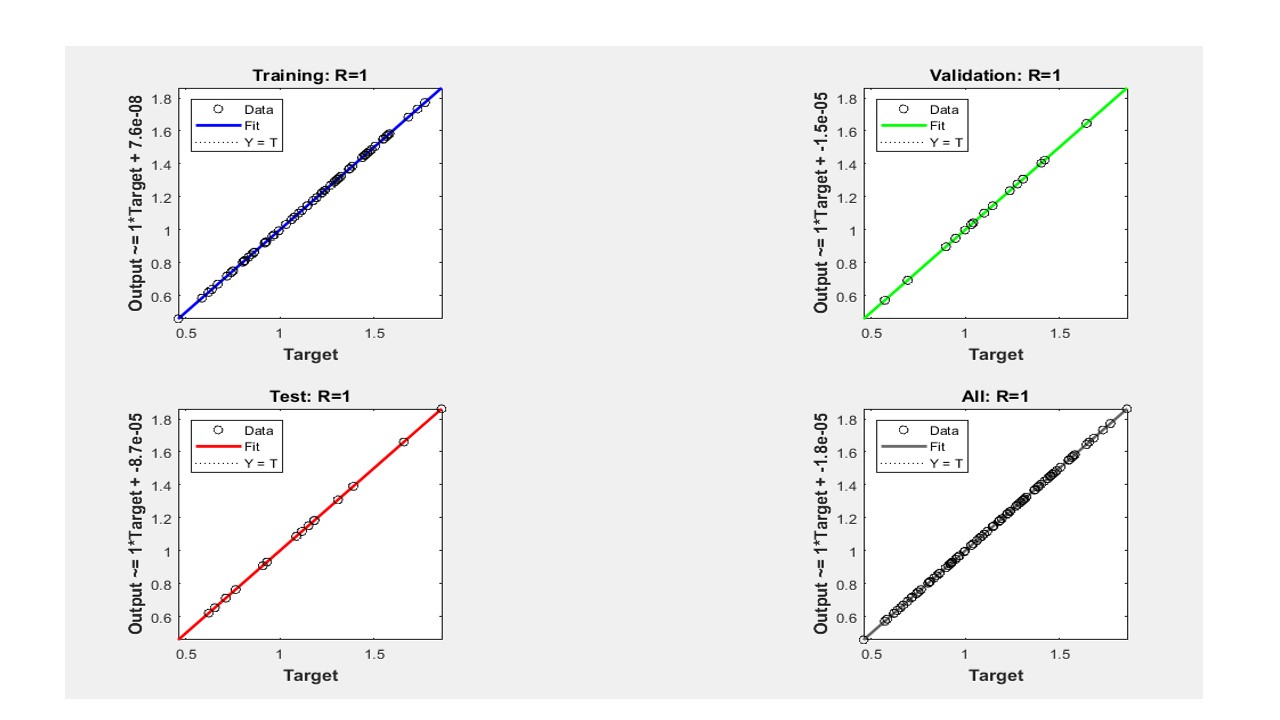 Training: R=1
Output ~= 1*Target + 7.6e-08
1.8
1.6
1.4
1.2
1
0.8
0.6
Data
Fit
Y = T
0.5
1
1.5
Target
Validation: R=1
Output ~= 1*Target + -1.5e-05
1.8
1.6
1.4
1.2
1
0.8
0.6
Data
Fit
Y = T
0.5
1
1.5
Target
Test: R=1
Output ~= 1*Target + -8.7e-05
1.8
1.6
1.4
1.2
1
0.8
0.6
Data
Fit
Y = T
0.5
1
1.5
Target
All: R=1
Output ~= 1*Target + -1.8e-05
1.8
1.6
1.4
1.2
1
0.8
0.6
Data
Fit
Y = T
0.5
1
1.5
Target